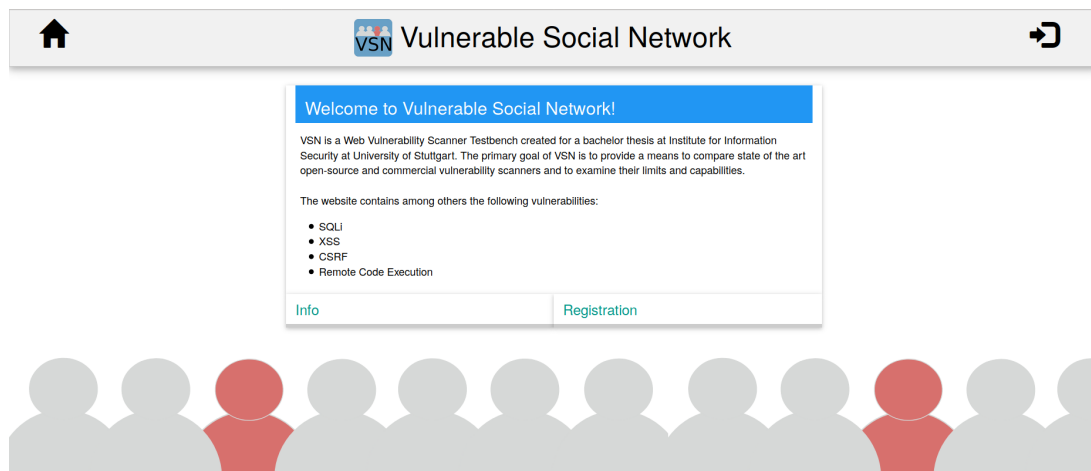 VSN
Vulnerable Social Network
Welcome to Vulnerable Social Network!
VSN is a Web Vulnerability Scanner Testbench created for a bachelor thesis at Institute for Information
Security at University of Stuttgart. The primary goal of VSN is to provide a means to compare state of the art
open-source and commercial vulnerability scanners and to examine their limits and capabilities.
The website contains among others the following vulnerabilities:
SQLi
XSS
CSRF
Remote Code Execution
Info
Registration